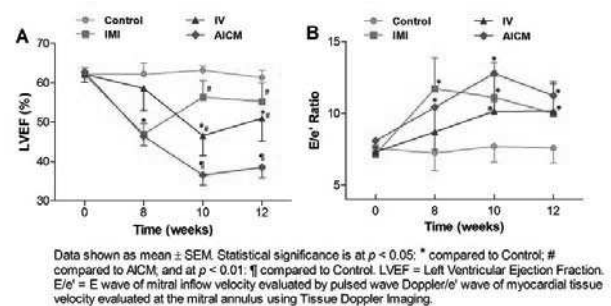 Control IV
IMI AICM
A
LVEF (%)
70
60
50
40
30
0 8 10 12
Time (weeks)
* # *# # *# ¶ ¶
Control IV
IMI AICM
B
E/e' Ratio
15
10
5
0 8 10 12
Time (weeks)
* * * * * * *
Data shown as mean ± SEM. Statistical significance is at p < 0.05: * compared to Control; #
compared to AICM; and at p < 0.01: ¶ compared to Control. LVEF = Left Ventricular Ejection Fraction.
E/e' = E wave of mitral inflow velocity evaluated by pulsed wave Doppler/e' wave of myocardial tissue
velocity evaluated at the mitral annulus using Tissue Doppler Imaging.